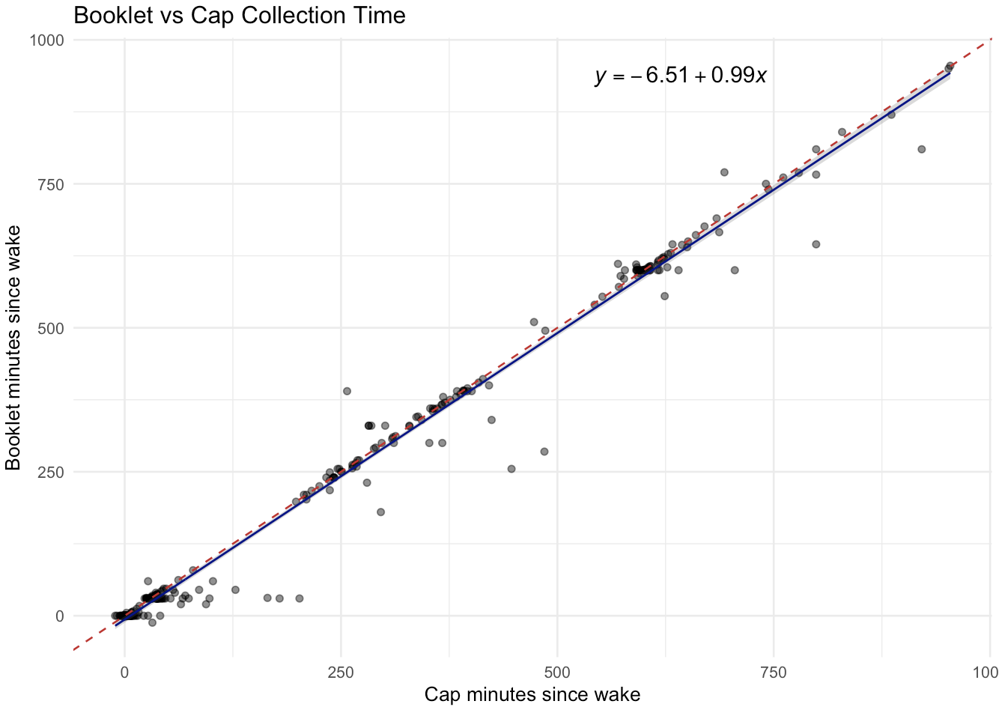 Booklet vs Cap Collection Time
y = − 6.51 + 0.99x
1000
750
500
250
0
Booklet minutes since wake
0 250 500 750 100
Cap minutes since wake